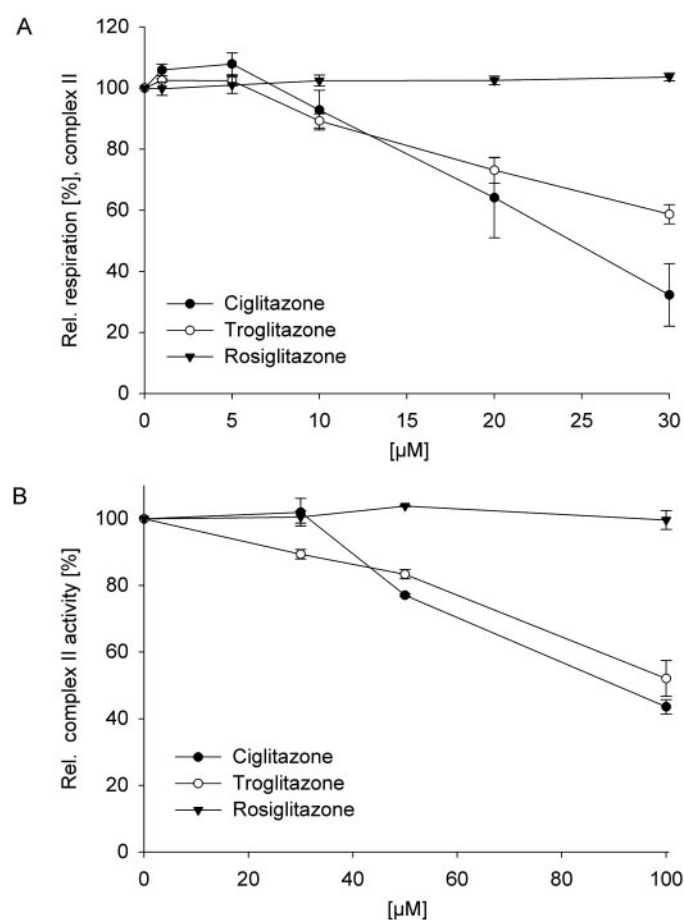 A
Rel. respiration [%], complex II
120
100
80
60
40
20
0
Ciglitazone
Troglitazone
Rosiglitazone
0 5 10 15 20 25 30
[µM]
B
Rel. complex II activity [%]
100
80
60
40
20
0
Ciglitazone
Troglitazone
Rosiglitazone
0 20 40 60 80 100
[µM]